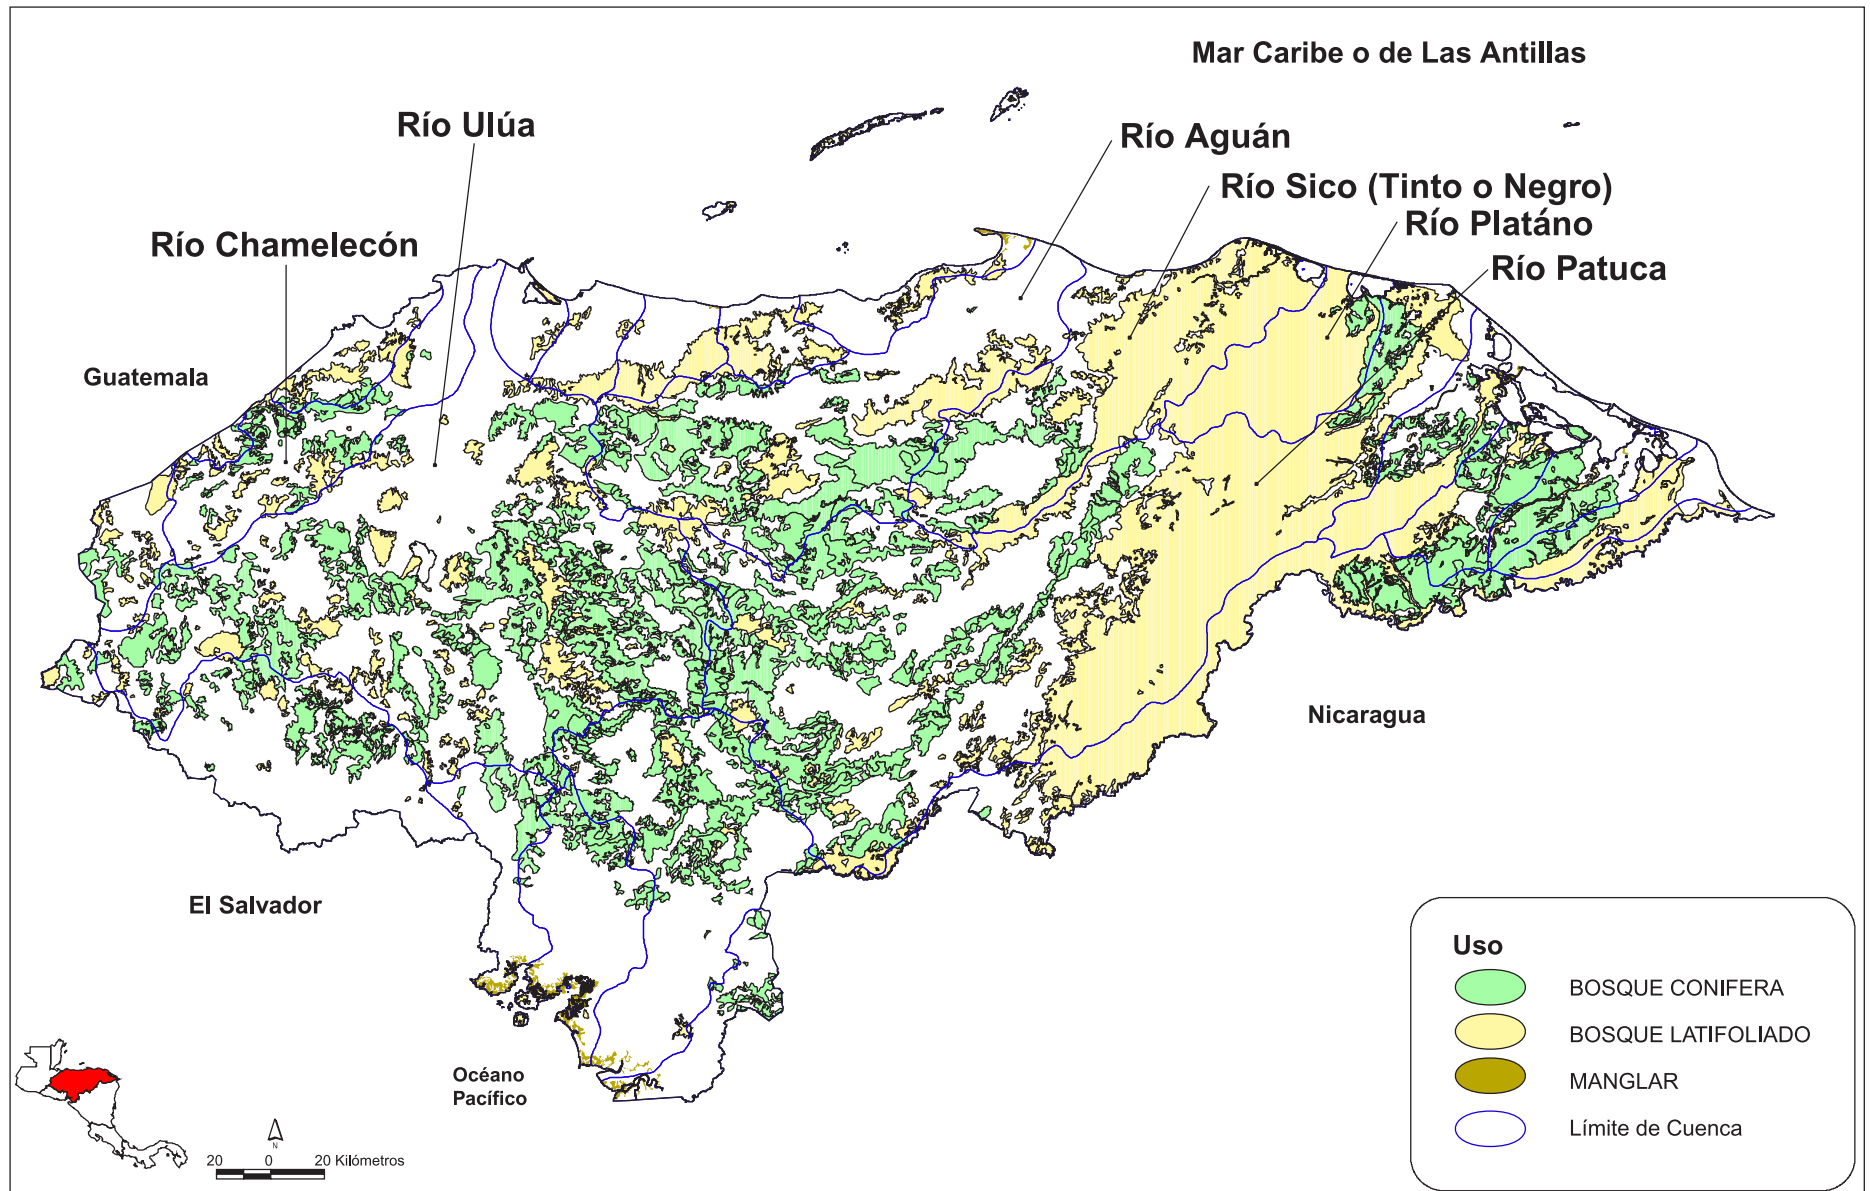 Mar Caribe o de Las Antillas
Río Ulúa
Río Aguán
Río Sico (Tinto o Negro)
Río Platáno
Río Chamelecón
Río Patuca
Guatemala
Nicaragua
El Salvador
Océano
Pacífico
Uso
BOSQUE CONIFERA
BOSQUE LATIFOLIADO
MANGLAR
Límite de Cuenca
N
20 0 20 Kilómetros